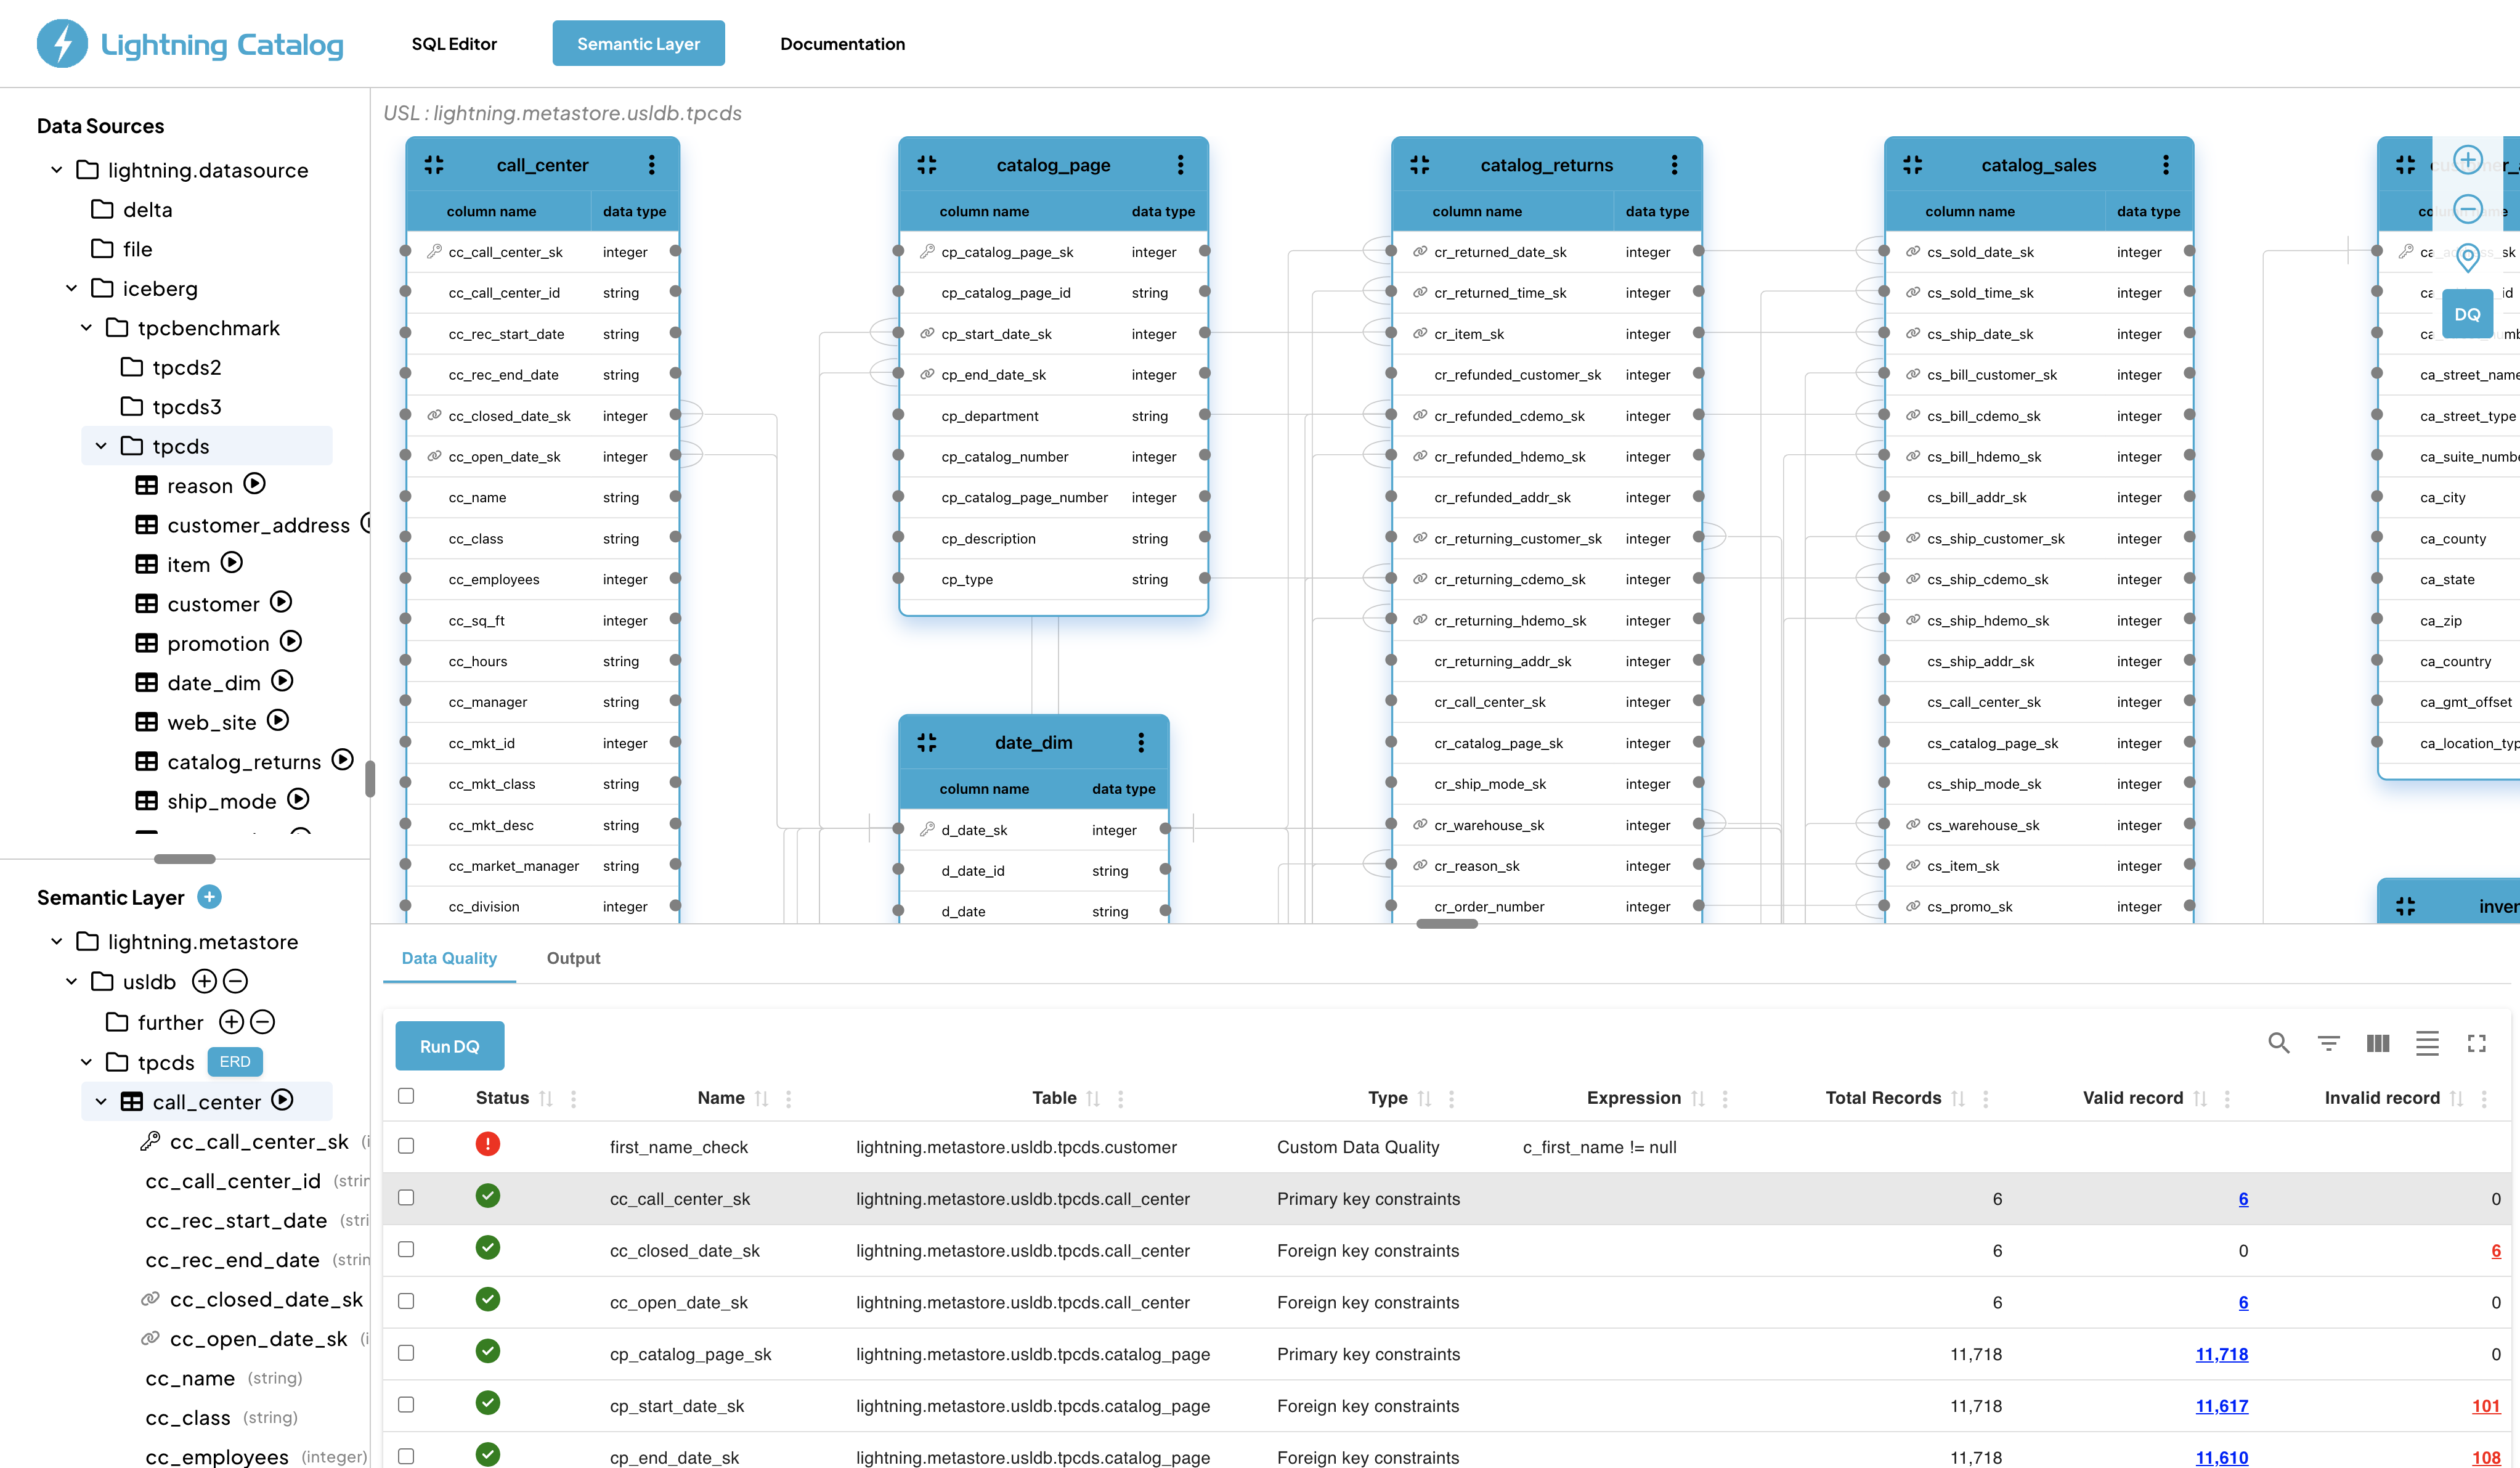 Lightning Catalog
SQL Editor
Semantic Layer
Documentation
Data Sources
lightning.datasource
delta
file
iceberg
tpcbenchmark
tpcds2
tpcds3
tpcds
reason
customer_address
item
customer
promotion
date_dim
web_site
catalog_returns
ship_mode
Semantic Layer
lightning.metastore
usldb
further
tpcds ERD
call_center
cc_call_center_sk (i
cc_call_center_id (strin
cc_rec_start_date (stri
cc_rec_end_date (strin
cc_closed_date_sk
cc_open_date_sk (i
cc_name (string)
cc_class (string)
cc_employees (integer)
USL : lightning.metastore.usldb.tpcds
call_center
column name data type
cc_call_center_sk integer
cc_call_center_id string
cc_rec_start_date string
cc_rec_end_date string
cc_closed_date_sk integer
cc_open_date_sk integer
cc_name string
cc_class string
cc_employees integer
cc_sq_ft integer
cc_hours string
cc_manager string
cc_mkt_id integer
cc_mkt_class string
cc_mkt_desc string
cc_market_manager string
cc_division integer
catalog_page
column name data type
cp_catalog_page_sk integer
cp_catalog_page_id string
cp_start_date_sk integer
cp_end_date_sk integer
cp_department string
cp_catalog_number integer
cp_catalog_page_number integer
cp_description string
cp_type string
date_dim
column name data type
d_date_sk integer
d_date_id string
d_date string
catalog_returns
column name data type
cr_returned_date_sk integer
cr_returned_time_sk integer
cr_item_sk integer
cr_refunded_customer_sk integer
cr_refunded_cdemo_sk integer
cr_refunded_hdemo_sk integer
cr_refunded_addr_sk integer
cr_returning_customer_sk integer
cr_returning_cdemo_sk integer
cr_returning_hdemo_sk integer
cr_returning_addr_sk integer
cr_call_center_sk integer
cr_catalog_page_sk integer
cr_ship_mode_sk integer
cr_warehouse_sk integer
cr_reason_sk integer
cr_order_number integer
catalog_sales
column name data type
cs_sold_date_sk integer
cs_sold_time_sk integer
cs_ship_date_sk integer
cs_bill_customer_sk integer
cs_bill_cdemo_sk integer
cs_bill_hdemo_sk integer
cs_bill_addr_sk integer
cs_ship_customer_sk integer
cs_ship_cdemo_sk integer
cs_ship_hdemo_sk integer
cs_ship_addr_sk integer
cs_call_center_sk integer
cs_catalog_page_sk integer
cs_ship_mode_sk integer
cs_warehouse_sk integer
cs_item_sk integer
cs_promo_sk integer
DQ
ca_street_name
ca_street_type
ca_suite_numbe
ca_city
ca_county
ca_state
ca_zip
ca_country
ca_gmt_offset
ca_location_typ
inver
Data Quality
Output
Run DQ
Status Name Table Type Expression Total Records Valid record Invalid record
first_name_check lightning.metastore.usldb.tpcds.customer Custom Data Quality c_first_name != null
cc_call_center_sk lightning.metastore.usldb.tpcds.call_center Primary key constraints 6 6 0
cc_closed_date_sk lightning.metastore.usldb.tpcds.call_center Foreign key constraints 6 0 6
cc_open_date_sk lightning.metastore.usldb.tpcds.call_center Foreign key constraints 6 6 0
cp_catalog_page_sk lightning.metastore.usldb.tpcds.catalog_page Primary key constraints 11,718 11,718 0
cp_start_date_sk lightning.metastore.usldb.tpcds.catalog_page Foreign key constraints 11,718 11,617 101
cp_end_date_sk lightning.metastore.usldb.tpcds.catalog_page Foreign key constraints 11,718 11,610 108